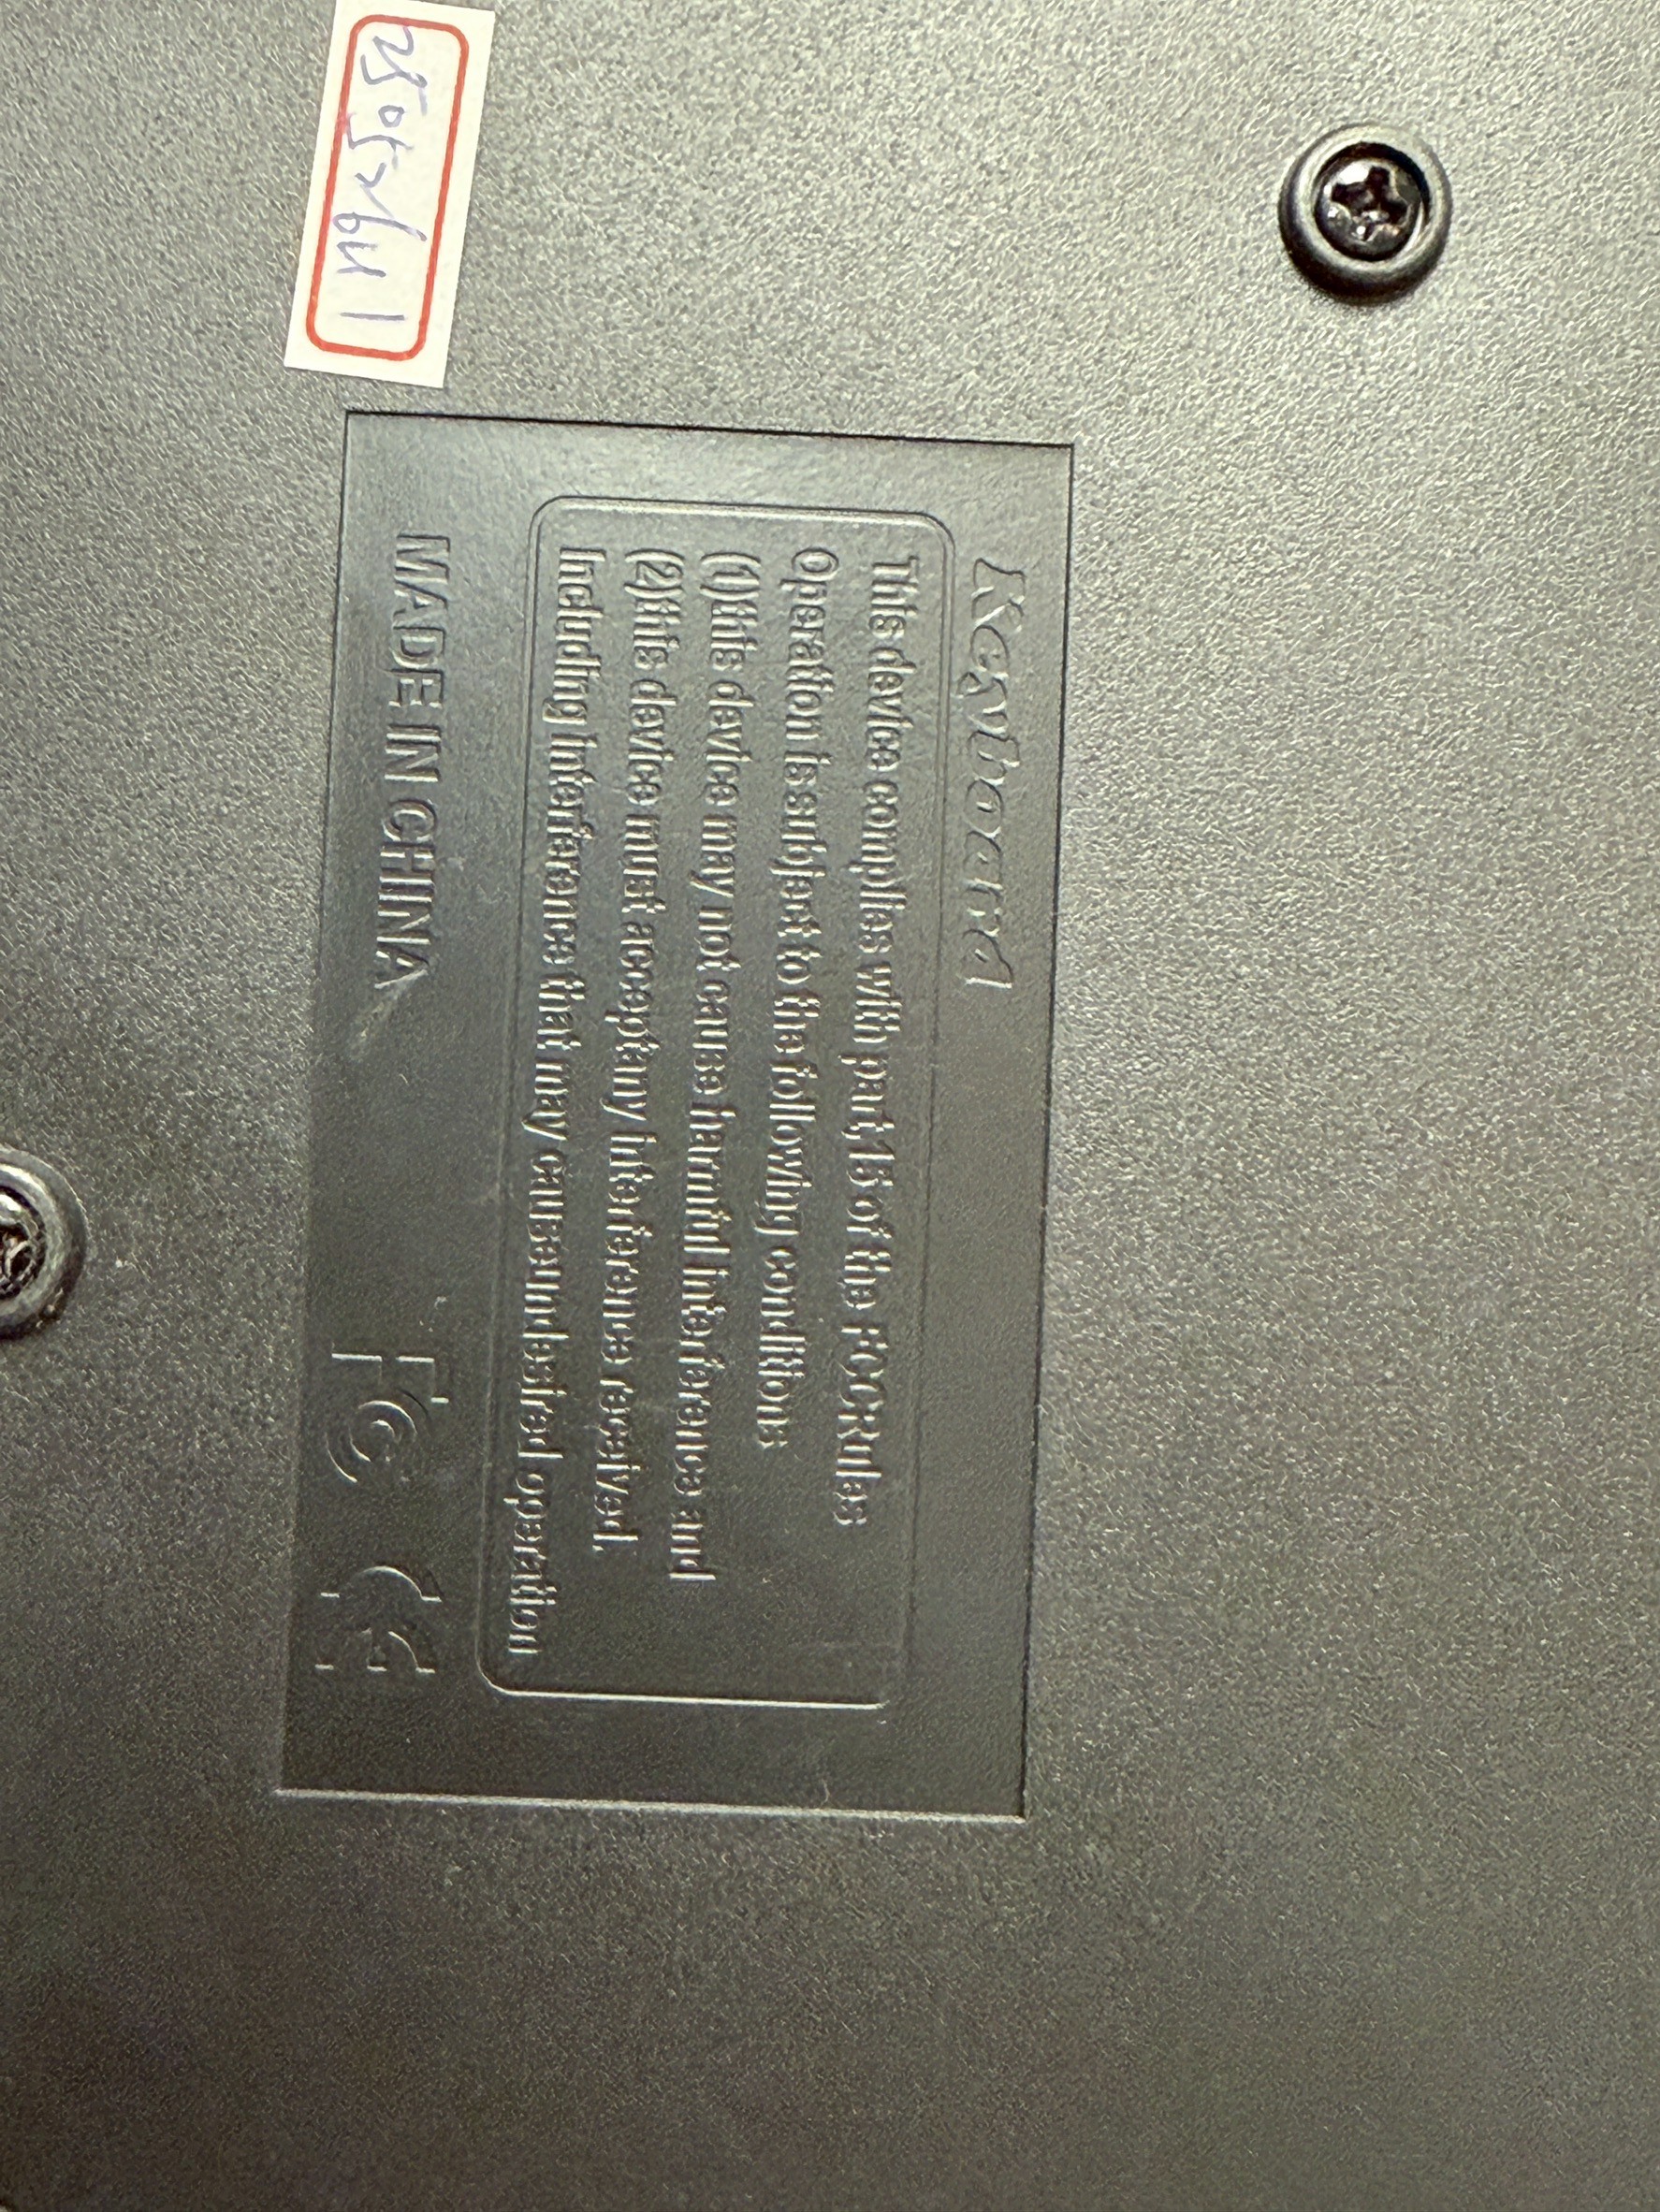 Keyboard
This device complies with part 15 of the FCC Rules
Operation is subject to the following conditions
(1)this device may not cause harmful interference and
(2)this device must accept any interference received.
Including interference that may cause undesired operation
MADE IN CHINA
FC CE